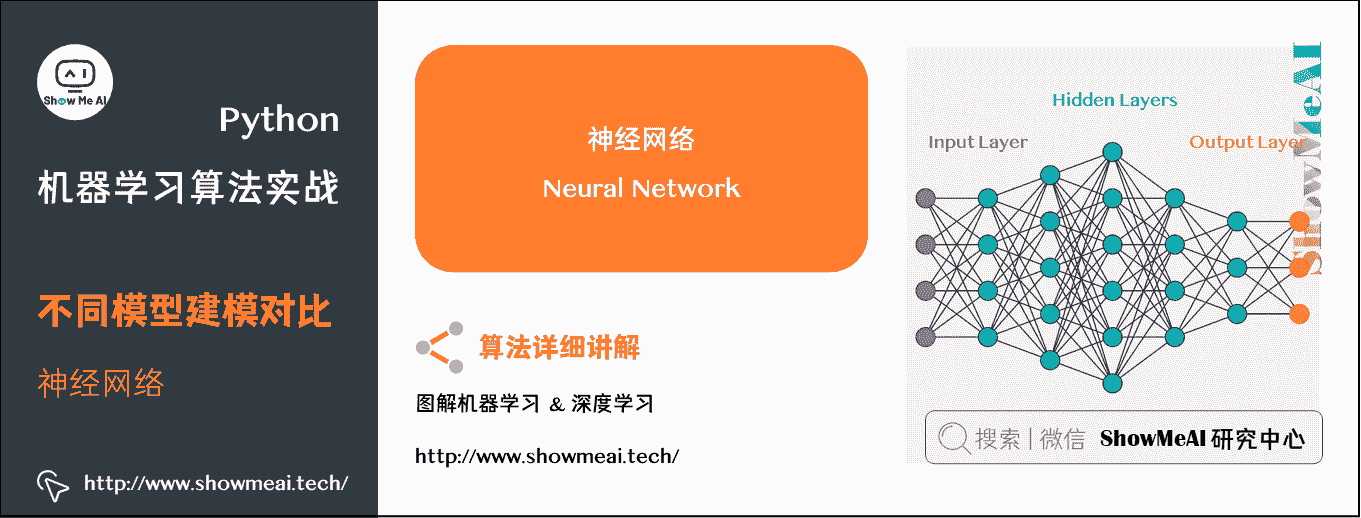 Show Me AI
Python
机器学习算法实战
不同模型建模对比
神经网络
http://www.showmeai.tech/
神经网络
Neural Network
算法详细讲解
图解机器学习 & 深度学习
http://www.showmeai.tech/
Hidden Layers
Input Layer
Output Layer
ShowMeAI
搜索 | 微信 ShowMeAI 研究中心